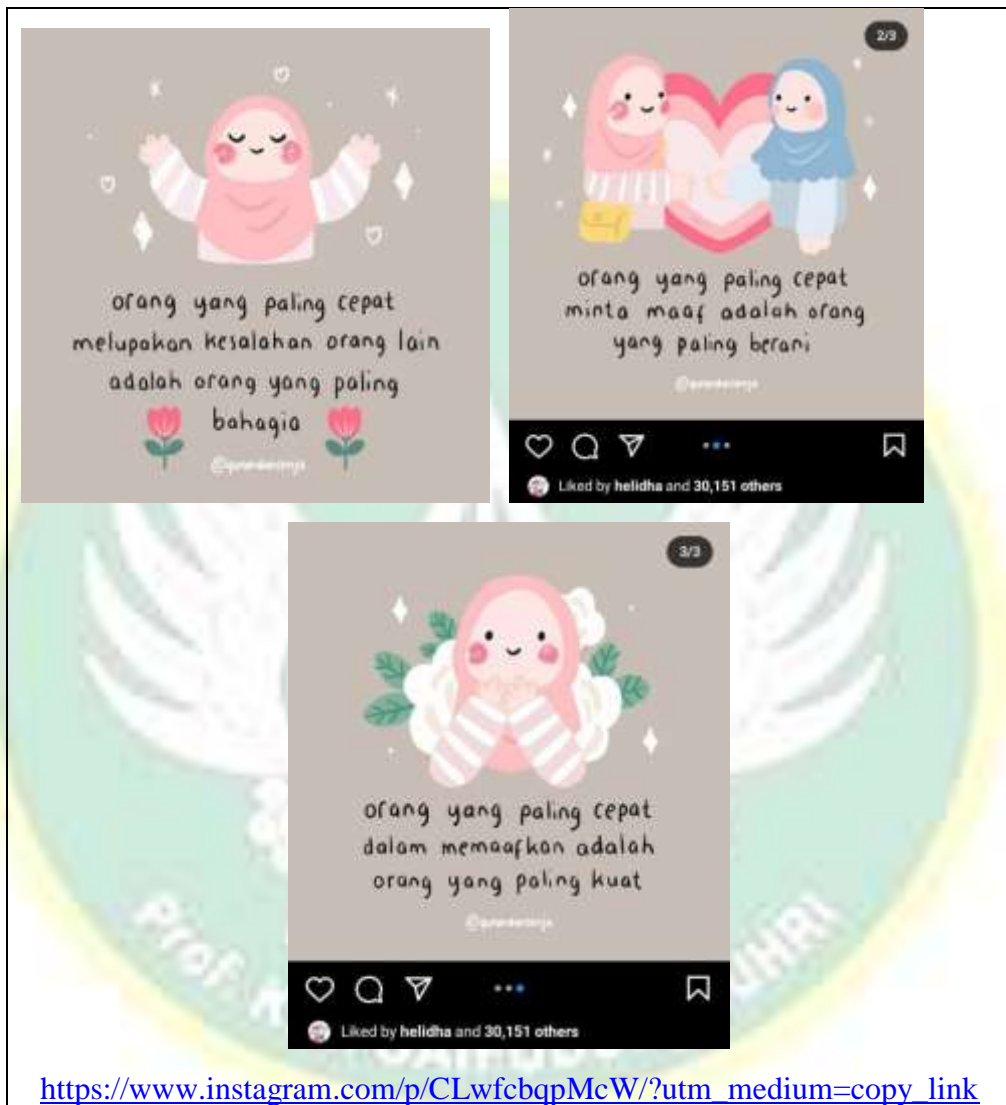 orang yang paling cepat
melupakan kesalahan orang lain
adalah orang yang paling
bahagia
2/3
orang yang paling cepat
minta maaf adalah orang
yang paling berani
Liked by helidha and 30,151 others
3/3
orang yang paling cepat
dalam memaafkan adalah
orang yang paling kuat
Liked by helidha and 30,151 others
Prof. K
UHRI
https://www.instagram.com/p/CLwfcbqpMcW/?utm_medium=copy_link